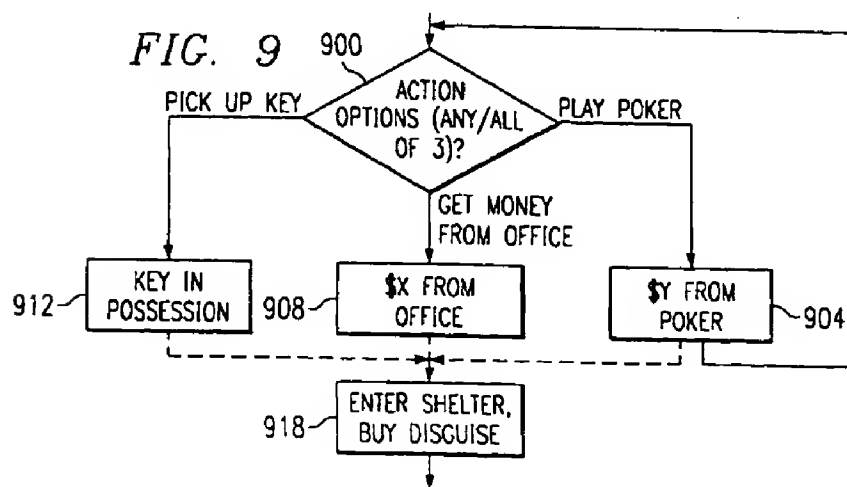 FIG. 9
900
ACTION
OPTIONS (ANY/ALL
OF 3)?
PICK UP KEY
PLAY POKER
GET MONEY
FROM OFFICE
912
KEY IN
POSSESSION
908
$X FROM
OFFICE
$Y FROM
POKER
904
918
ENTER SHELTER,
BUY DISGUISE